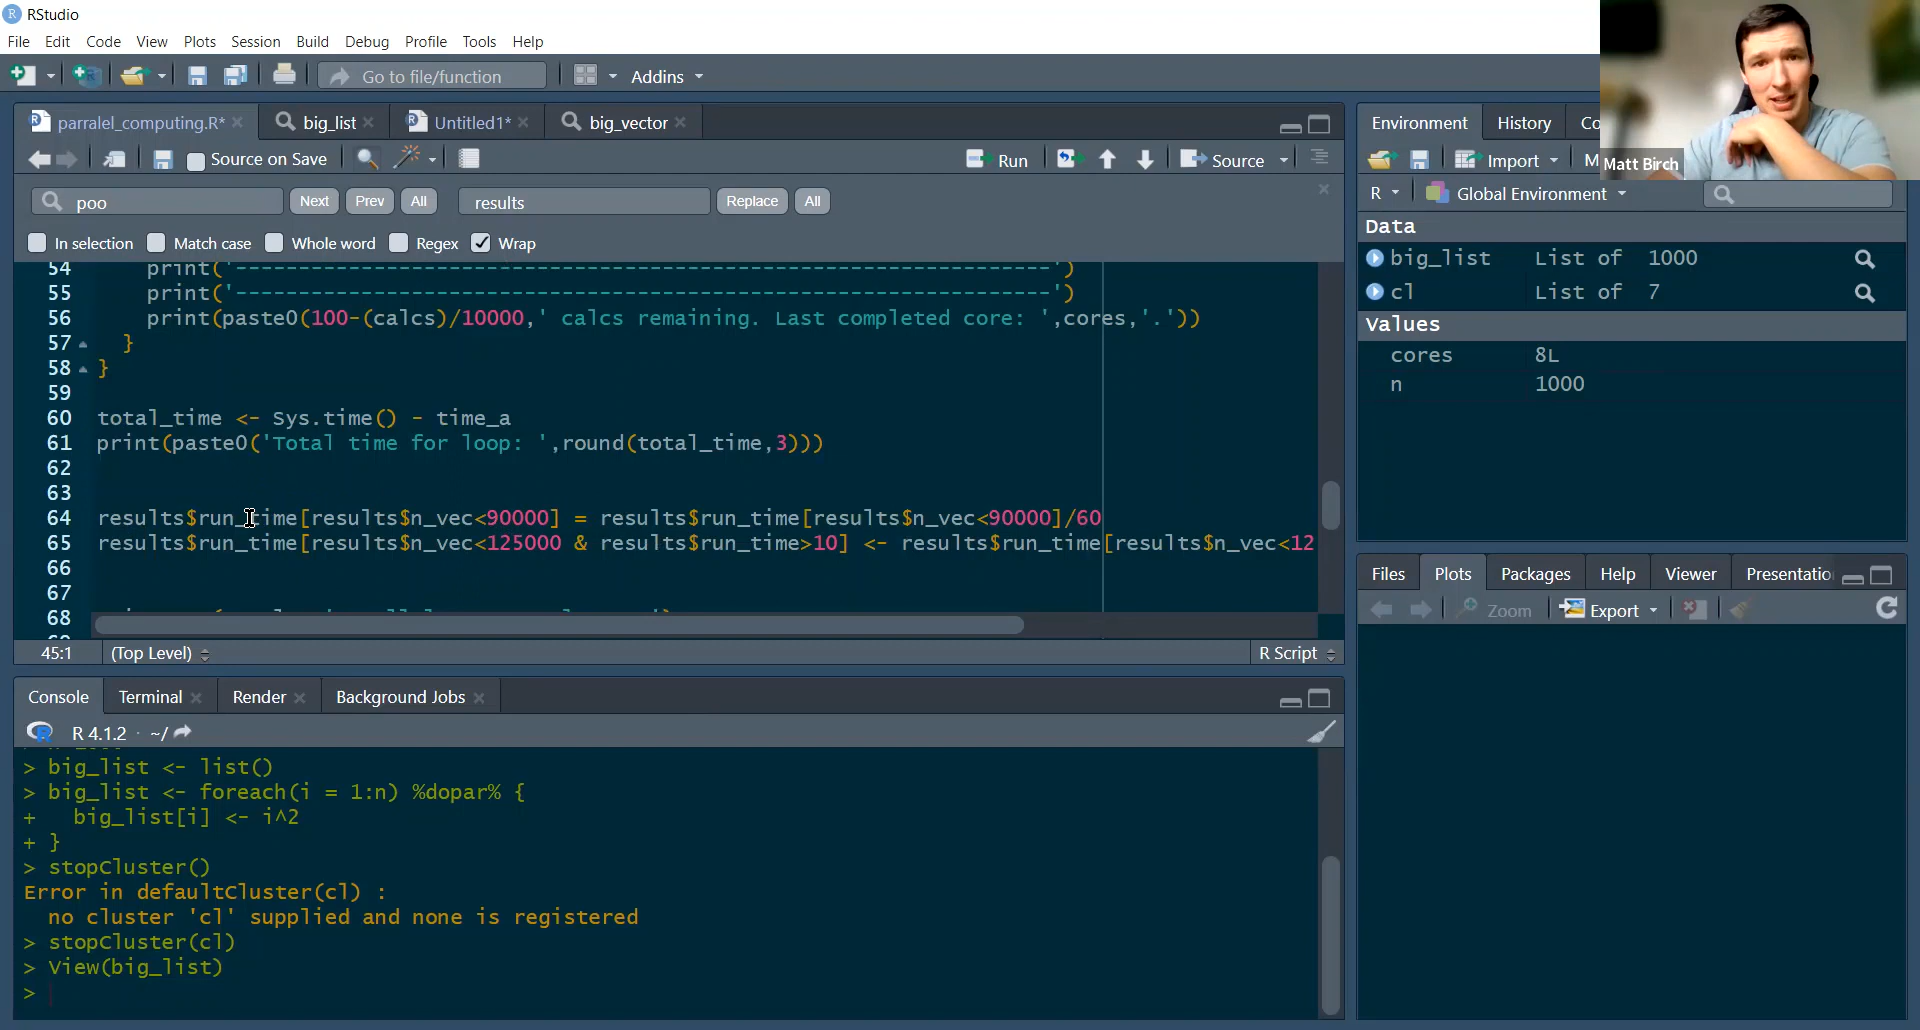 RStudio
File Edit Code View Plots Session Build Debug Profile Tools Help
Go to file/function Addins
parralel_computing.R* big_list Untitled1* big_vector
Source on Save Run Source
poo Next Prev All results Replace All
In selection Match case Whole word Regex Wrap
54 print('-----------------------------------------------------------------')
55 print('-----------------------------------------------------------------')
56 print(paste0(100-(calcs)/10000,' calcs remaining. Last completed core: ',cores,'.'))
57 }
58 }
59
60 total_time <- Sys.time() - time_a
61 print(paste0('Total time for loop: ',round(total_time,3)))
62
63
64 results$run_time[results$n_vec<90000] = results$run_time[results$n_vec<90000]/60
65 results$run_time[results$n_vec<125000 & results$run_time>10] <- results$run_time[results$n_vec<12
66
67
68
45:1 (Top Level) R Script
Console Terminal Render Background Jobs
R 4.1.2 · ~/
> big_list <- list()
> big_list <- foreach(i = 1:n) %dopar% {
+ big_list[i] <- i^2
+ }
> stopCluster()
Error in defaultCluster(cl) :
no cluster 'cl' supplied and none is registered
> stopCluster(cl)
> View(big_list)
>
Environment History Co
Import M
Matt Birch
R Global Environment
Data
big_list List of 1000
cl List of 7
Values
cores 8L
n 1000
Files Plots Packages Help Viewer Presentatio
Zoom Export